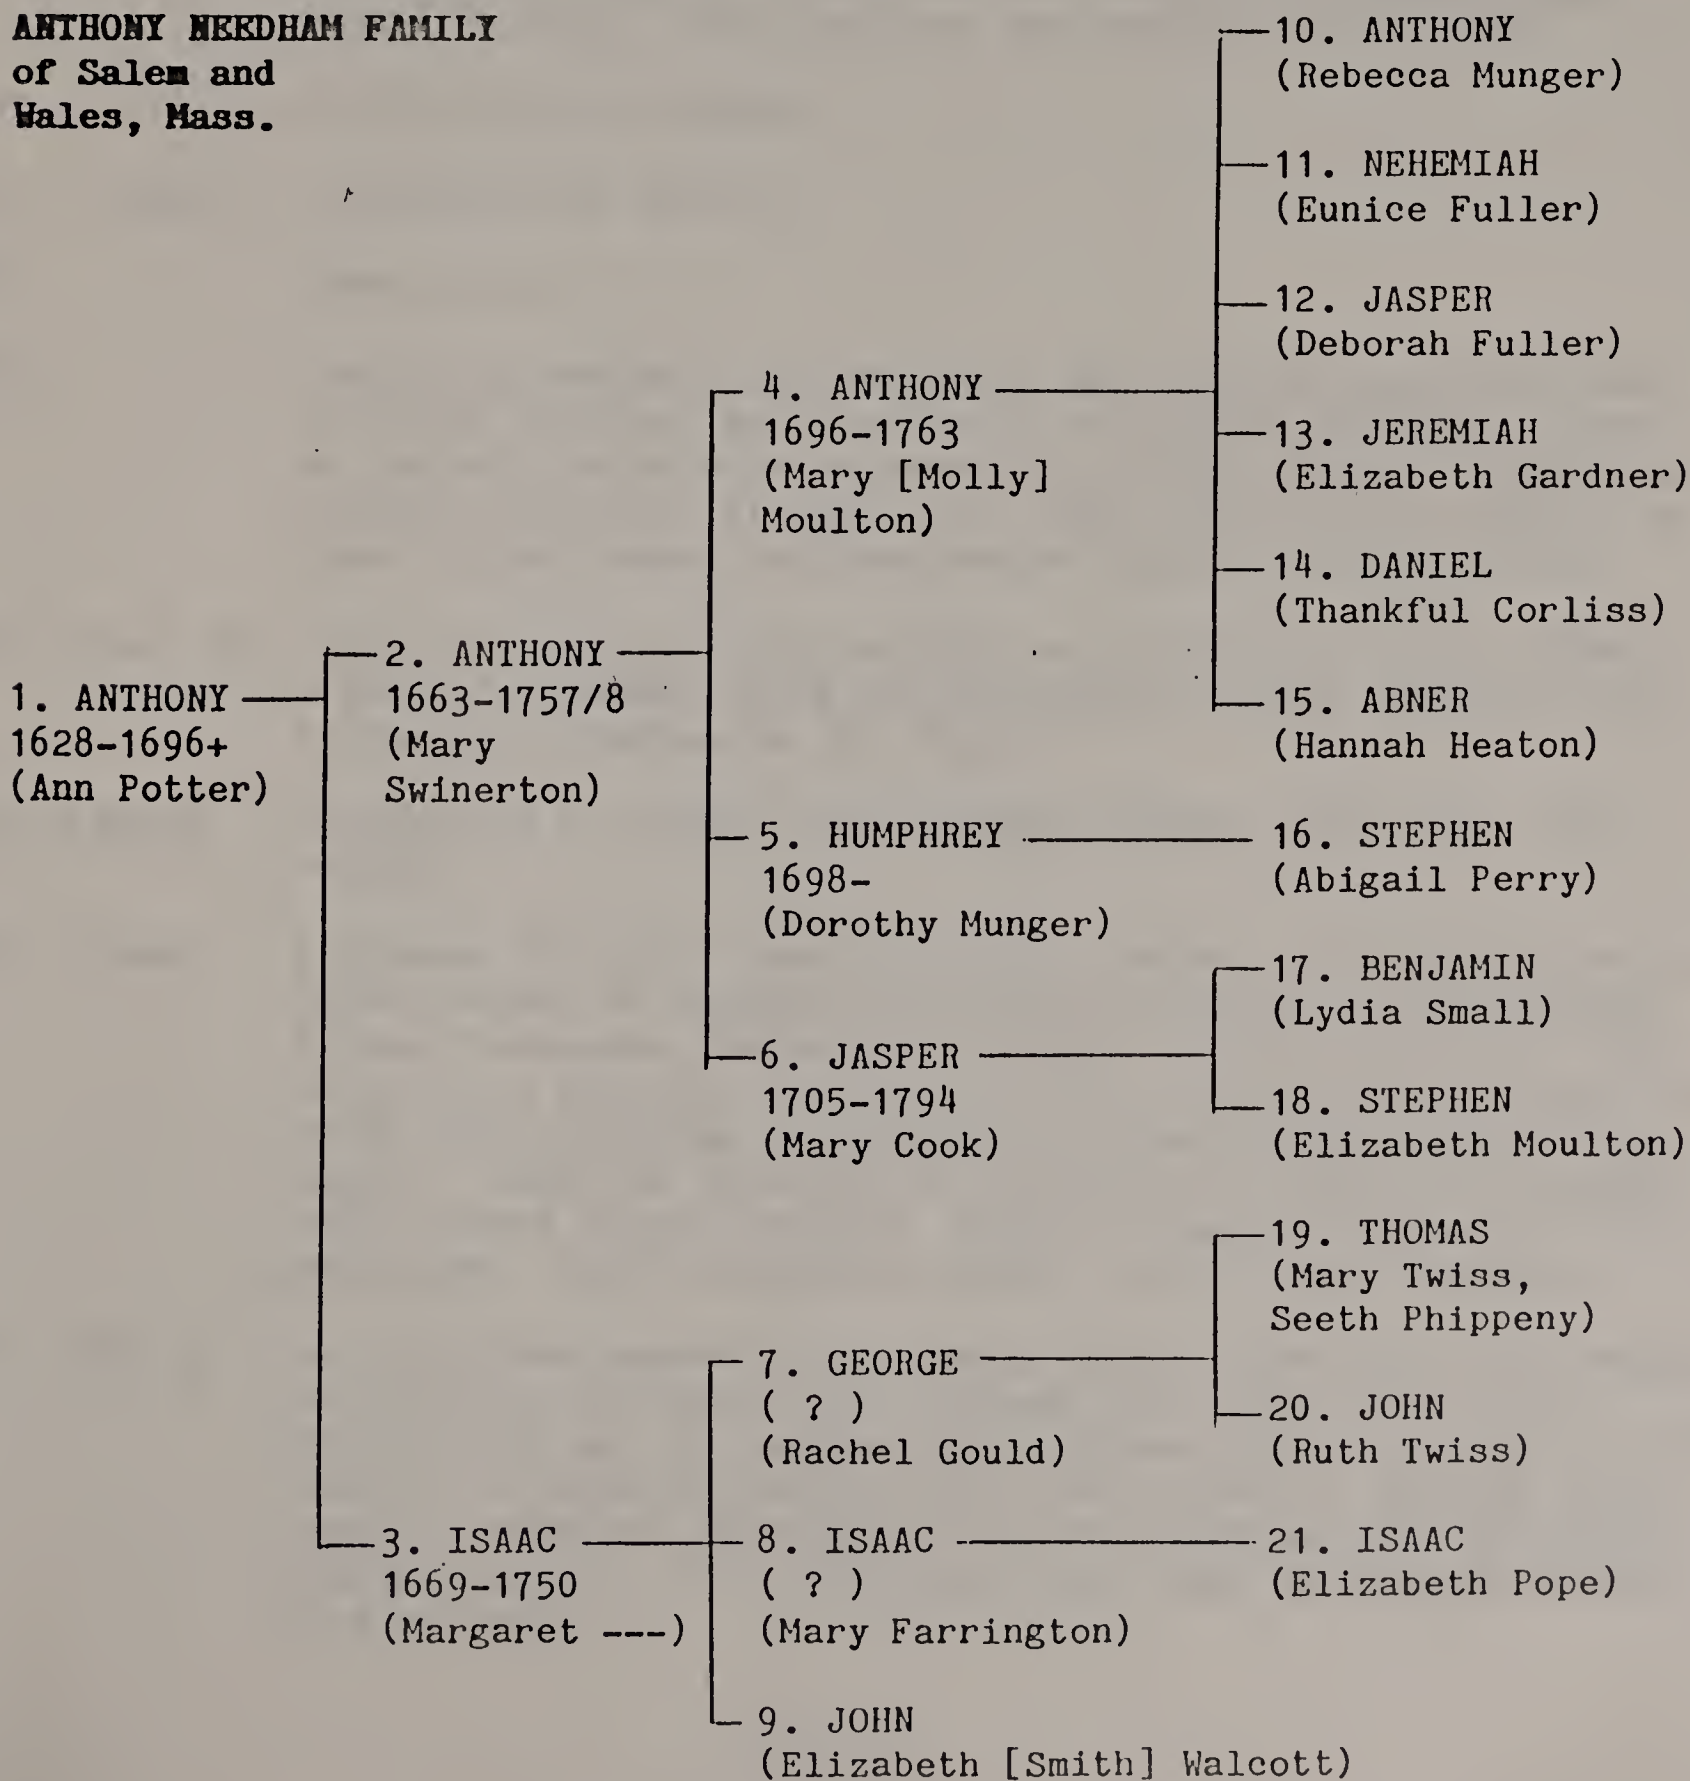 ANTHONY NEEDHAM FAMILY
of Salem and
Wales, Mass.
1. ANTHONY
1628-1696+
(Ann Potter)
2. ANTHONY
1663-1757/8
(Mary
Swinerton)
3. ISAAC
1669-1750
(Margaret ---)
4. ANTHONY
1696-1763
(Mary [Molly]
Moulton)
5. HUMPHREY
1698-
(Dorothy Munger)
6. JASPER
1705-1794
(Mary Cook)
7. GEORGE
( ? )
(Rachel Gould)
8. ISAAC
( ? )
(Mary Farrington)
9. JOHN
(Elizabeth [Smith] Walcott)
10. ANTHONY
(Rebecca Munger)
11. NEHEMIAH
(Eunice Fuller)
12. JASPER
(Deborah Fuller)
13. JEREMIAH
(Elizabeth Gardner)
14. DANIEL
(Thankful Corliss)
15. ABNER
(Hannah Heaton)
16. STEPHEN
(Abigail Perry)
17. BENJAMIN
(Lydia Small)
18. STEPHEN
(Elizabeth Moulton)
19. THOMAS
(Mary Twiss,
Seeth Phippeny)
20. JOHN
(Ruth Twiss)
21. ISAAC
(Elizabeth Pope)